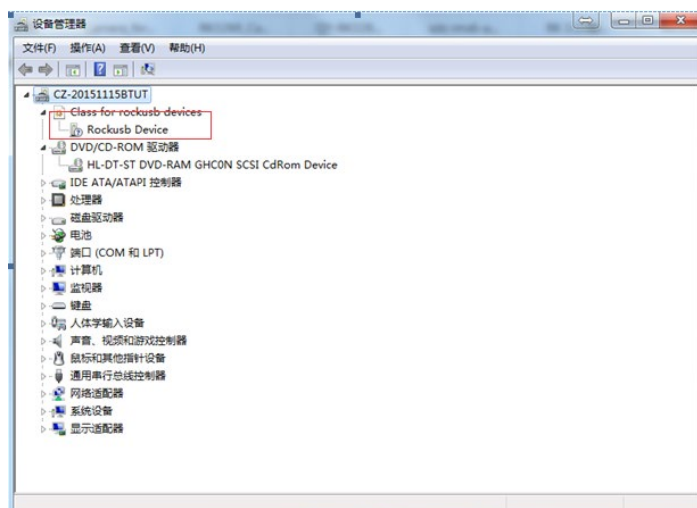 设备管理器
文件(F) 操作(A) 查看(V) 帮助(H)
CZ-20151115BTUT
Class for rockusb devices
Rockusb Device
DVD/CD-ROM 驱动器
HL-DT-ST DVD-RAM GHC0N SCSI CdRom Device
IDE ATA/ATAPI 控制器
处理器
磁盘驱动器
电池
端口 (COM 和 LPT)
计算机
监视器
键盘
人体学输入设备
声音、视频和游戏控制器
鼠标和其他指针设备
通用串行总线控制器
网络适配器
系统设备
显示适配器